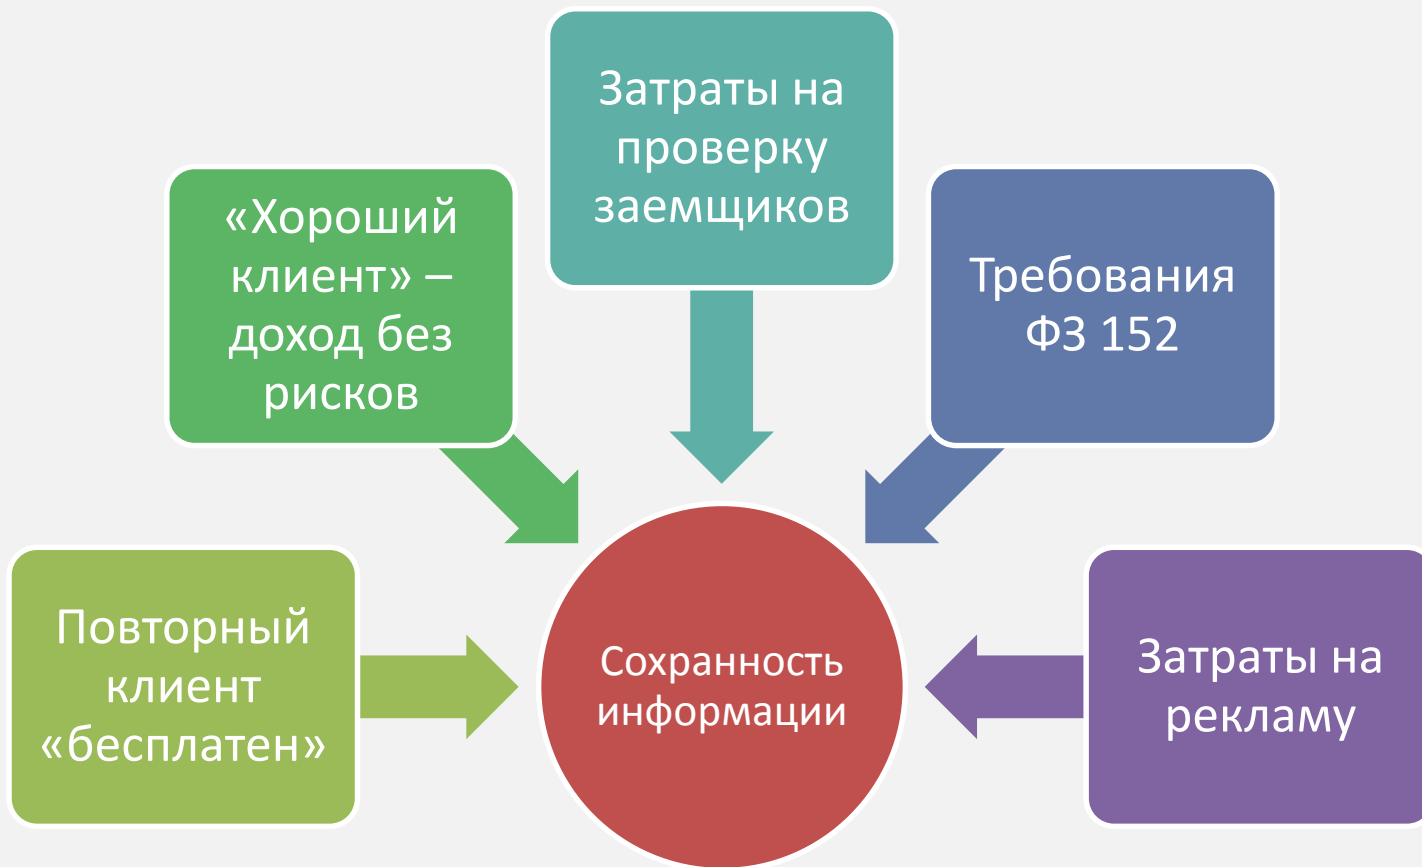 Затраты на
проверку
заемщиков
«Хороший
клиент» –
доход без
рисков
Требования
ФЗ 152
Повторный
клиент
«бесплатен»
Сохранность
информации
Затраты на
рекламу